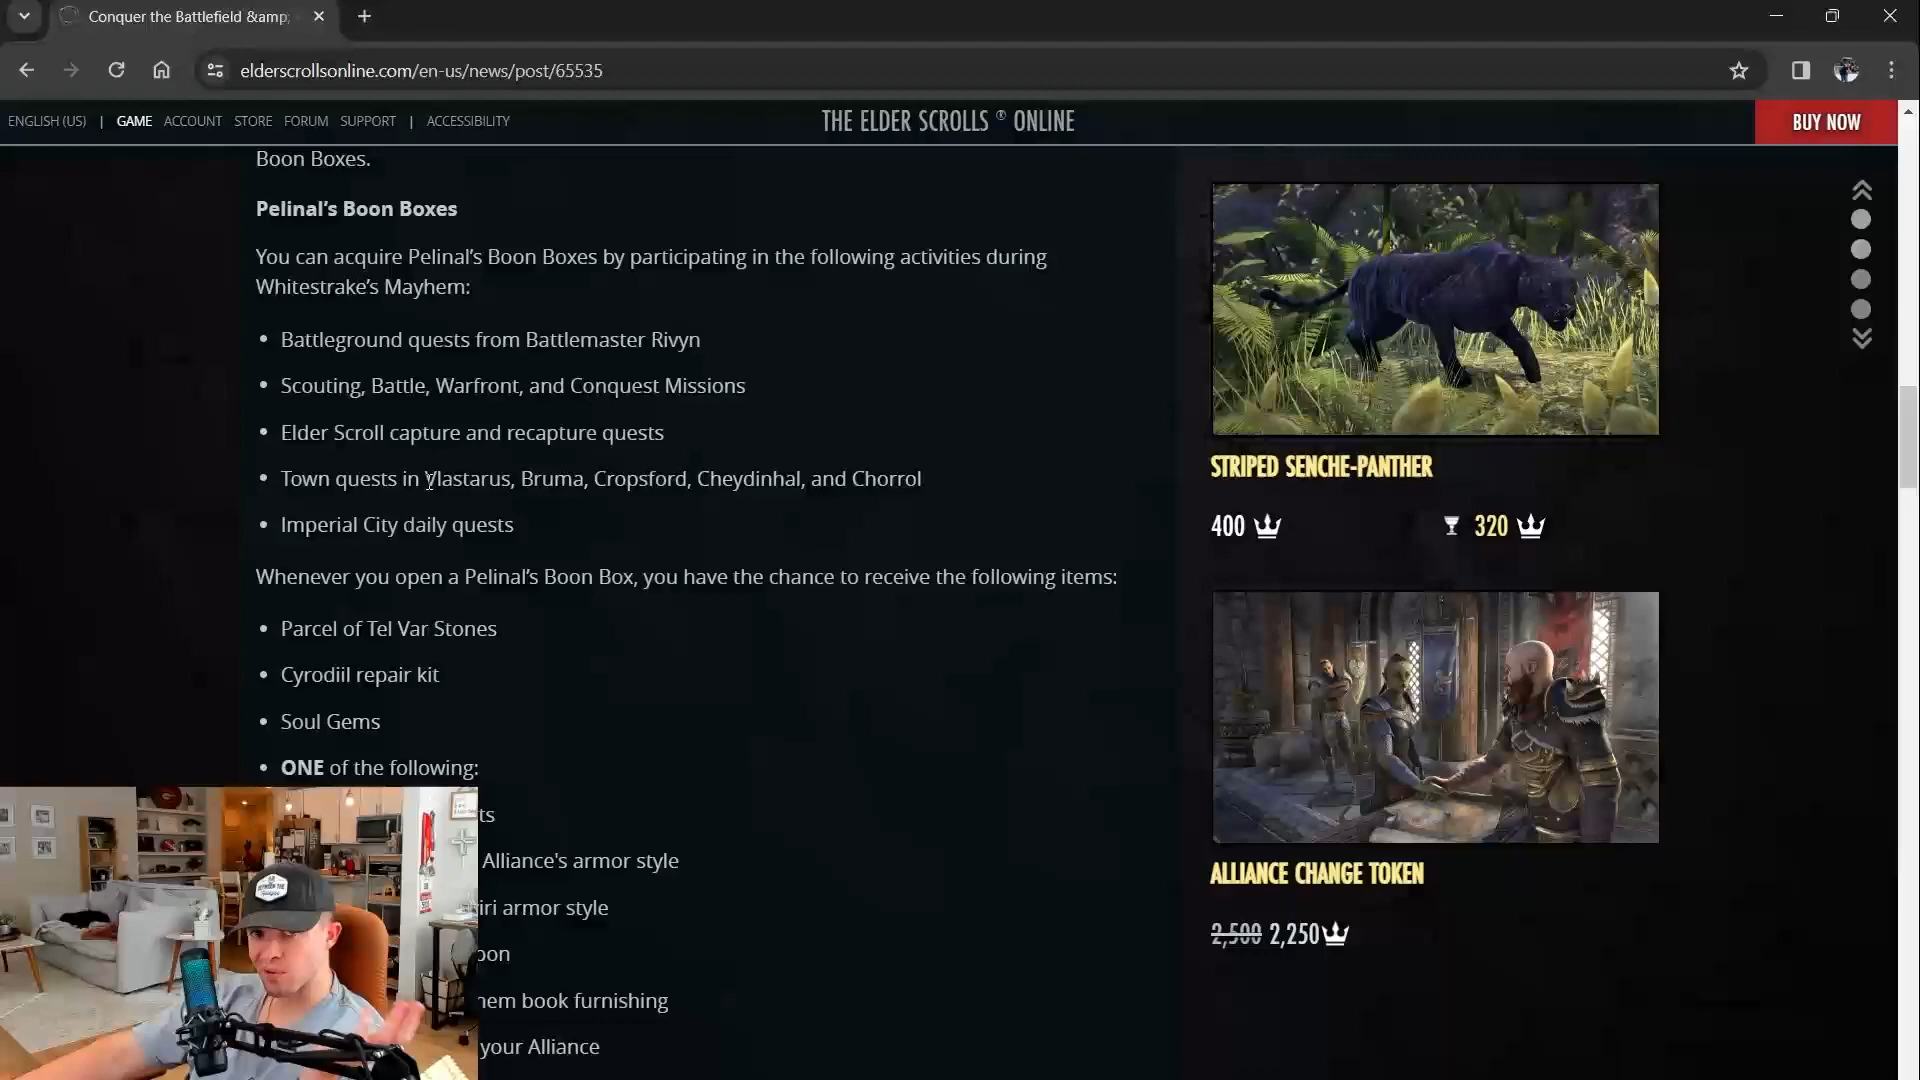 Conquer the Battlefield &amp;
elderscrollsonline.com/en-us/news/post/65535
ENGLISH (US) | GAME ACCOUNT STORE FORUM SUPPORT | ACCESSIBILITY
THE ELDER SCROLLS ® ONLINE
BUY NOW
Boon Boxes.
Pelinal’s Boon Boxes
You can acquire Pelinal’s Boon Boxes by participating in the following activities during
Whitestrake’s Mayhem:
• Battleground quests from Battlemaster Rivyn
• Scouting, Battle, Warfront, and Conquest Missions
• Elder Scroll capture and recapture quests
• Town quests in Vlastarus, Bruma, Cropsford, Cheydinhal, and Chorrol
• Imperial City daily quests
Whenever you open a Pelinal’s Boon Box, you have the chance to receive the following items:
• Parcel of Tel Var Stones
• Cyrodiil repair kit
• Soul Gems
• ONE of the following:
Alliance's armor style
armor style
book furnishing
your Alliance
STRIPED SENCHE-PANTHER
400 320
ALLIANCE CHANGE TOKEN
2,500 2,250